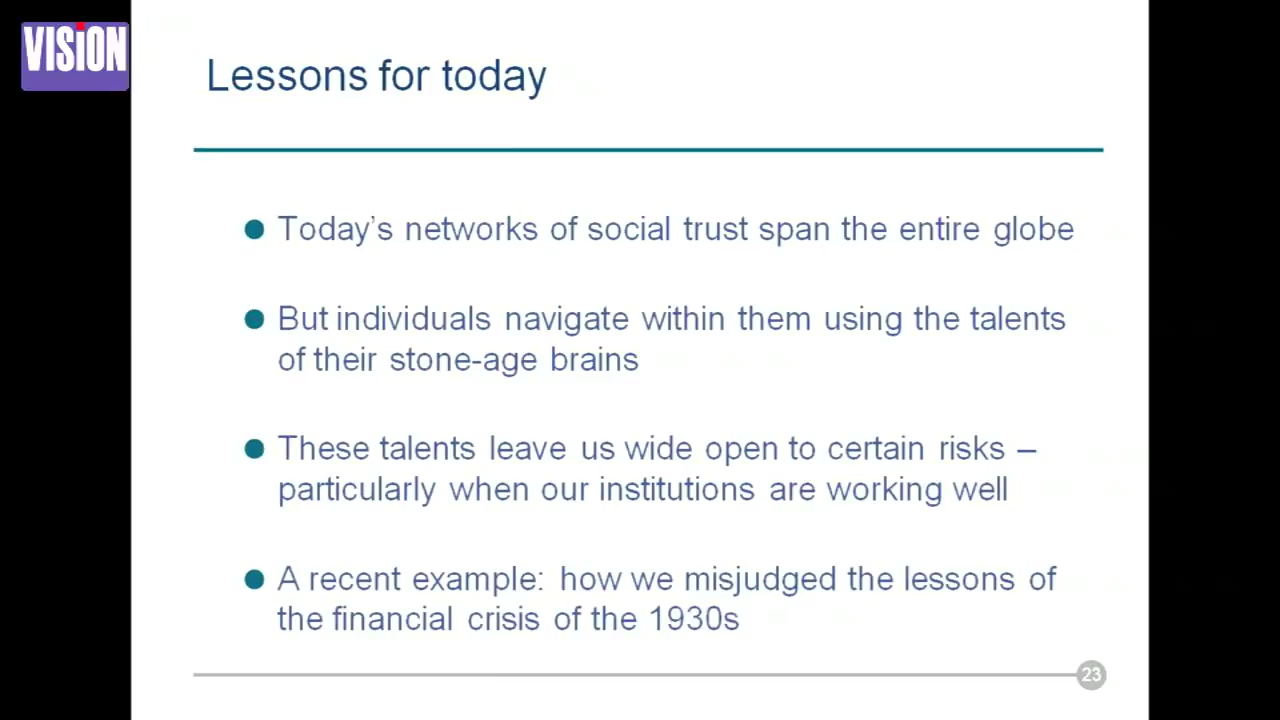 VISION
Lessons for today
Today's networks of social trust span the entire globe
But individuals navigate within them using the talents
of their stone-age brains
These talents leave us wide open to certain risks –
particularly when our institutions are working well
A recent example: how we misjudged the lessons of
the financial crisis of the 1930s
23